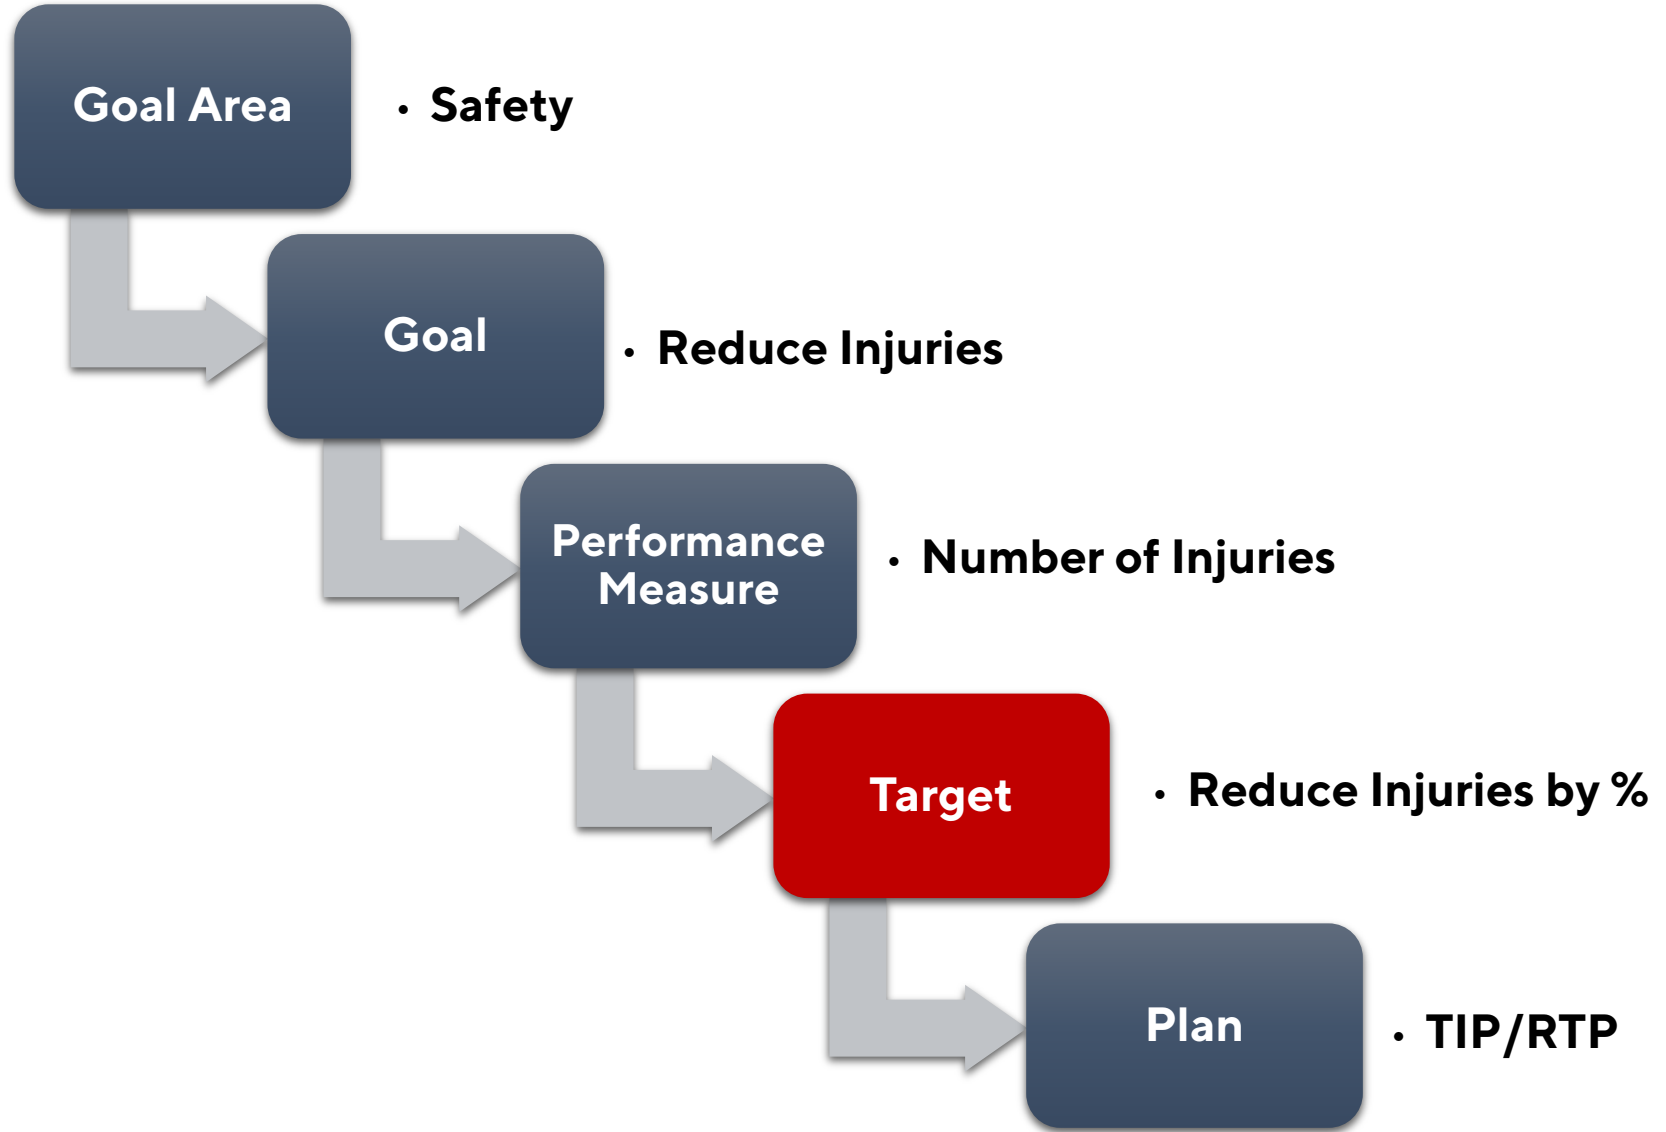 Goal Area
• Safety
Goal
• Reduce Injuries
Performance
Measure
• Number of Injuries
Target
• Reduce Injuries by %
Plan
• TIP/RTP